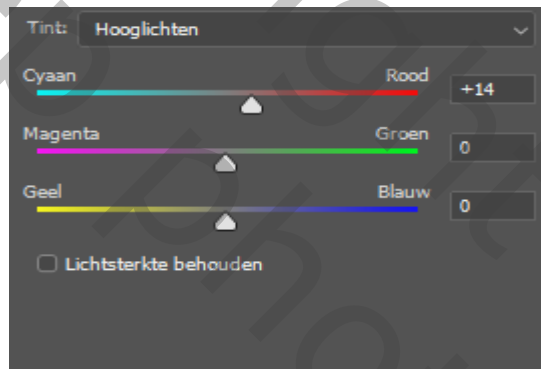 Tint: Hooglichten
Cyaan Rood +14
Magenta Groen 0
Geel Blauw 0
Lichtsterkte behouden